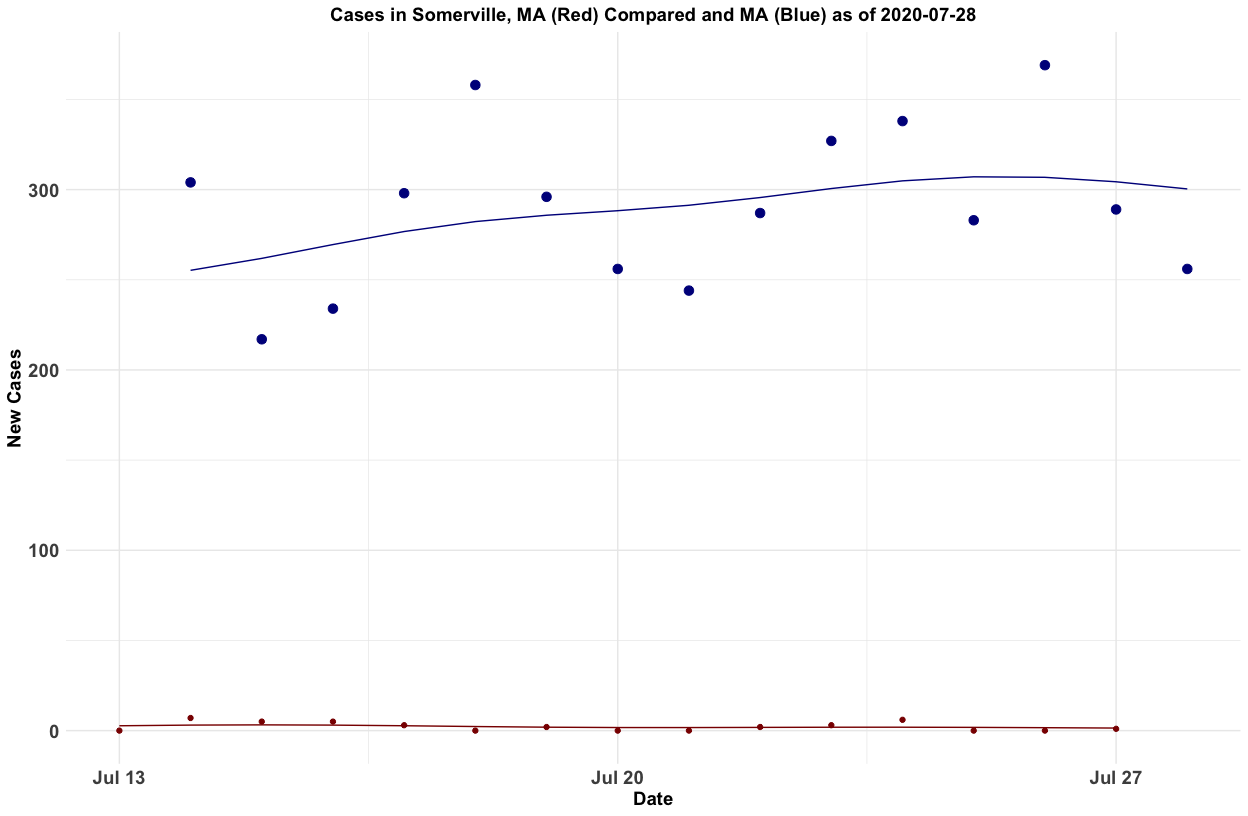 Cases in Somerville, MA (Red) Compared and MA (Blue) as of 2020-07-28
New Cases
300
200
100
0
Jul 13
Jul 20
Jul 27
Date